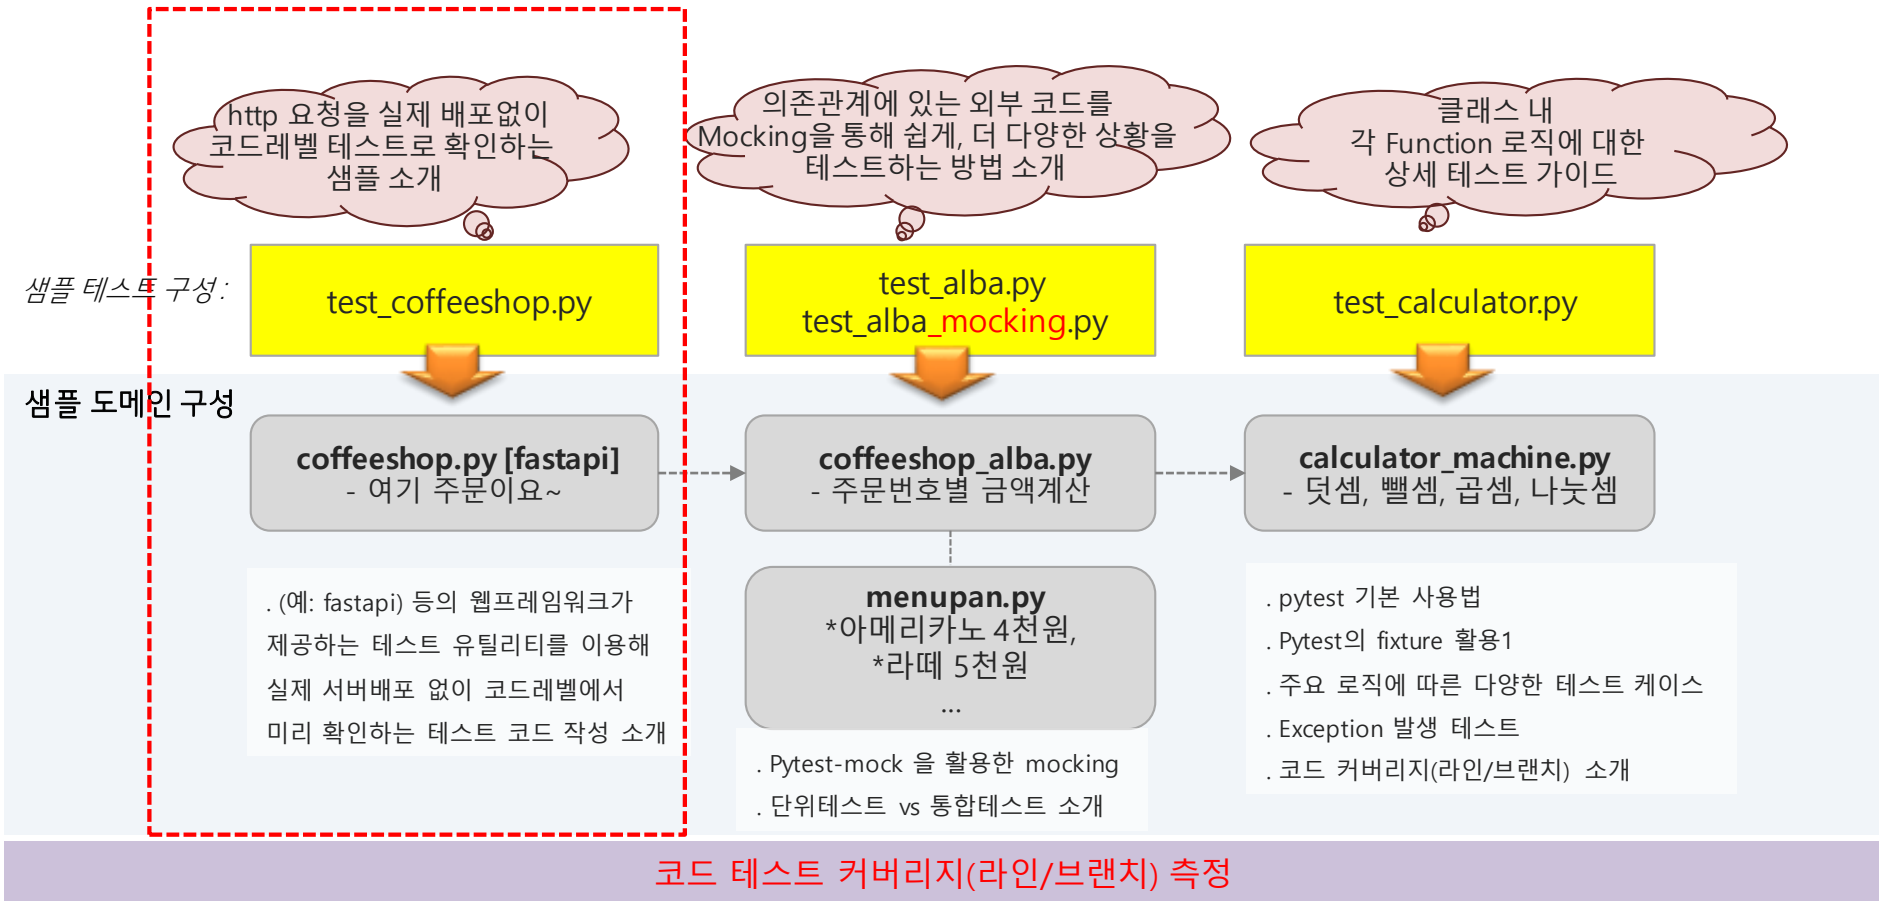 http 요청을 실제 배포없이
코드레벨 테스트로 확인하는
샘플 소개
의존관계에 있는 외부 코드를
Mocking을 통해 쉽게, 더 다양한 상황을
테스트하는 방법 소개
클래스 내
각 Function 로직에 대한
상세 테스트 가이드
샘플 테스트 구성 :
test_coffeeshop.py
test_alba.py
test_alba_mocking.py
test_calculator.py
샘플 도메인 구성
coffeeshop.py [fastapi]
- 여기 주문이요~
coffeeshop_alba.py
- 주문번호별 금액계산
calculator_machine.py
- 덧셈, 뺄셈, 곱셈, 나눗셈
. (예: fastapi) 등의 웹프레임워크가
제공하는 테스트 유틸리티를 이용해
실제 서버배포 없이 코드레벨에서
미리 확인하는 테스트 코드 작성 소개
menupan.py
*아메리카노 4천원,
*라떼 5천원
...
. Pytest-mock 을 활용한 mocking
. 단위테스트 vs 통합테스트 소개
. pytest 기본 사용법
. Pytest의 fixture 활용1
. 주요 로직에 따른 다양한 테스트 케이스
. Exception 발생 테스트
. 코드 커버리지(라인/브랜치) 소개
코드 테스트 커버리지(라인/브랜치) 측정